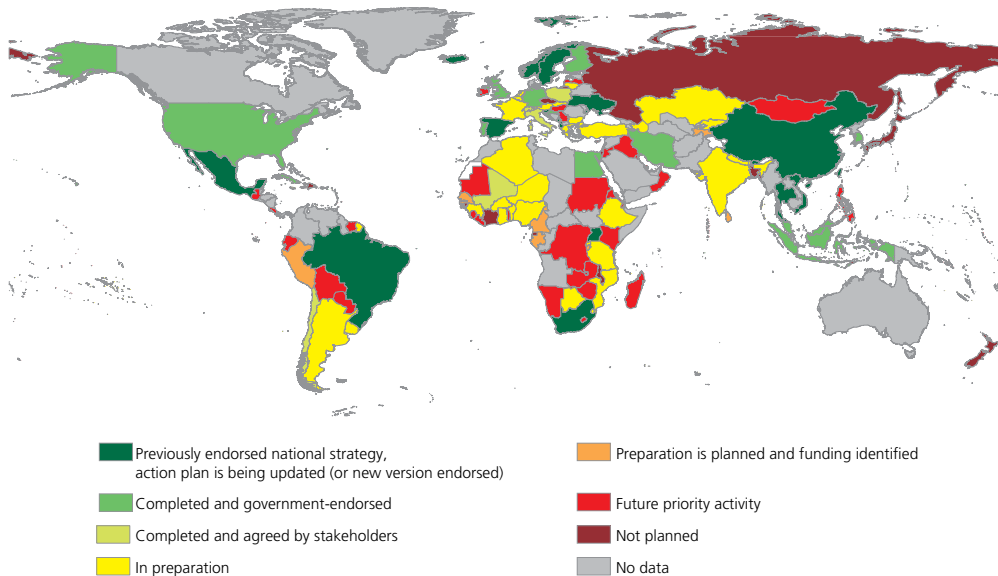 Previously endorsed national strategy,
action plan is being updated (or new version endorsed)
Completed and government-endorsed
Completed and agreed by stakeholders
In preparation
Preparation is planned and funding identified
Future priority activity
Not planned
No data